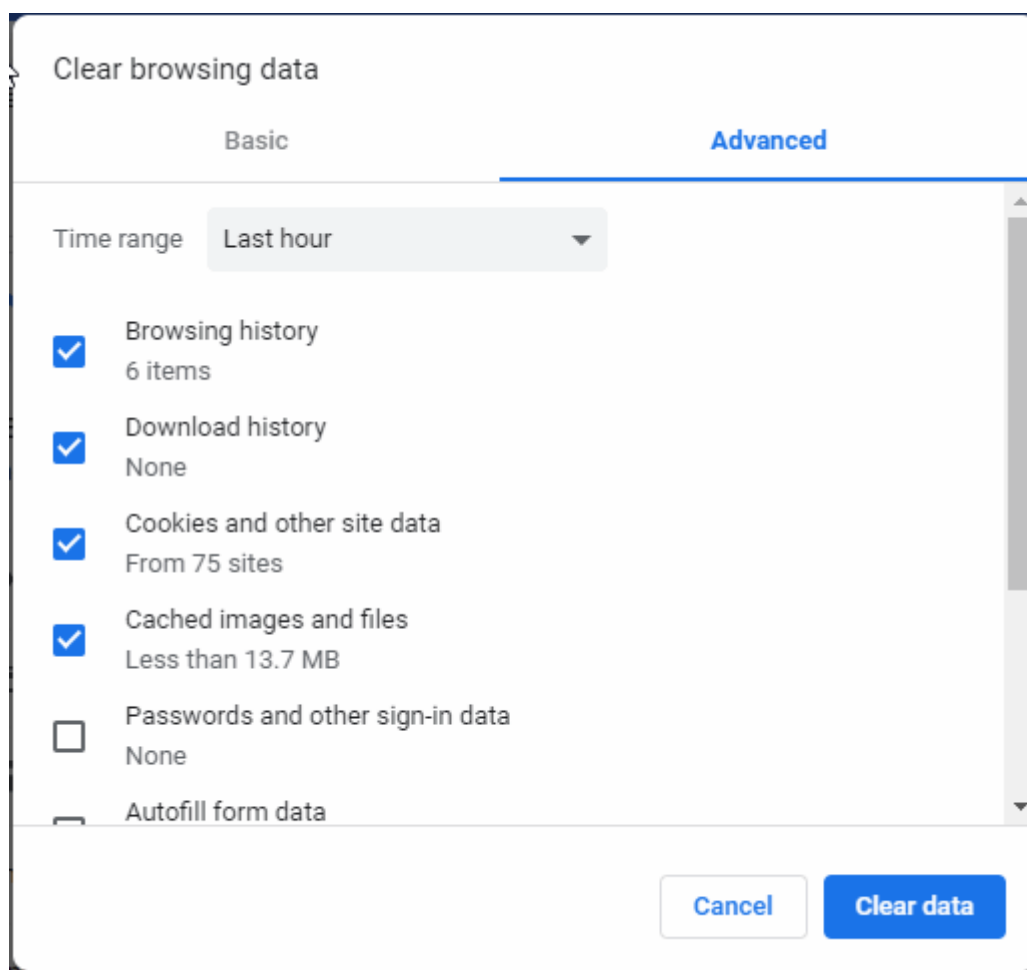 Clear browsing data
Basic
Advanced
Time range
Last hour
Browsing history
6 items
Download history
None
Cookies and other site data
From 75 sites
Cached images and files
Less than 13.7 MB
Passwords and other sign-in data
None
Autofill form data
Cancel
Clear data